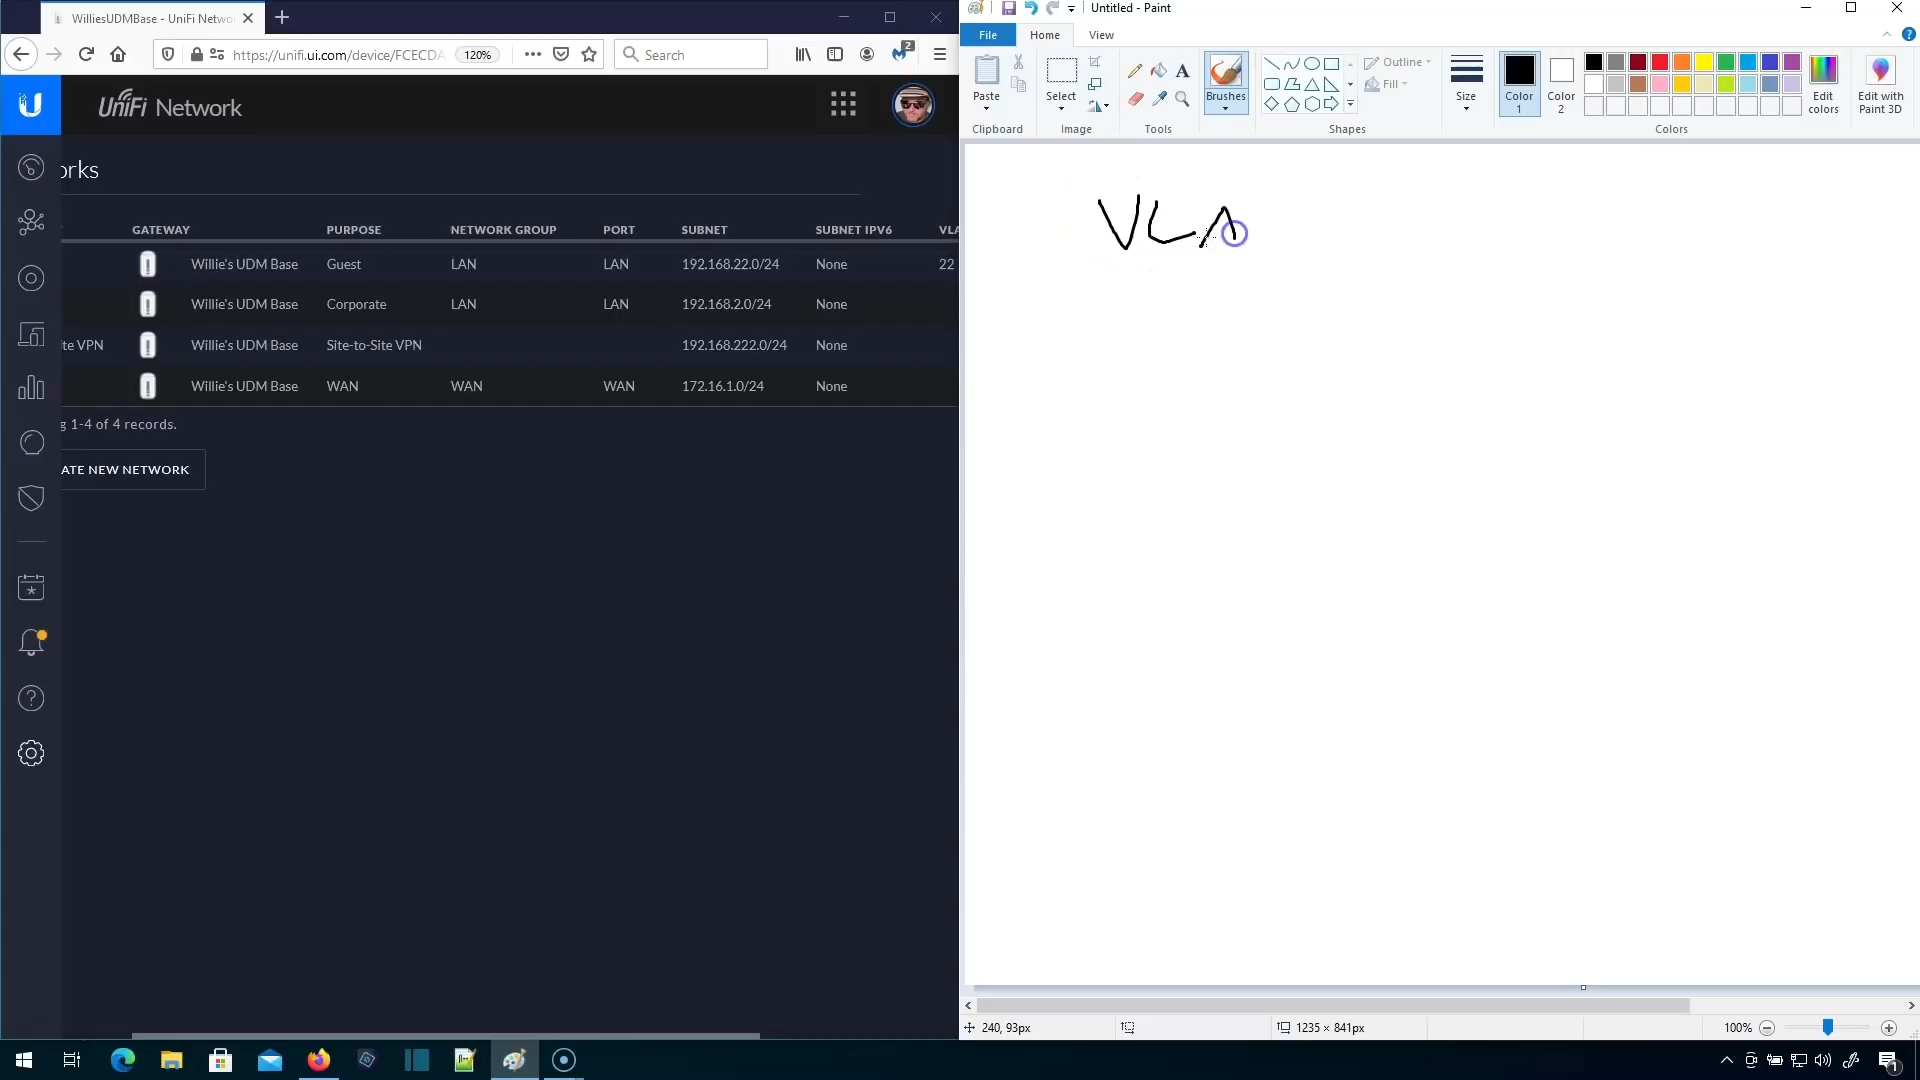 WilliesUDMBase - UniFi Netwo
https://unifi.ui.com/device/FCECDA
120%
Search
2
UniFi Network
orks
GATEWAY PURPOSE NETWORK GROUP PORT SUBNET SUBNET IPV6 VLA
Willie's UDM Base Guest LAN LAN 192.168.22.0/24 None 22
Willie's UDM Base Corporate LAN LAN 192.168.2.0/24 None
ite VPN Willie's UDM Base Site-to-Site VPN 192.168.222.0/24 None
Willie's UDM Base WAN WAN WAN 172.16.1.0/24 None
g 1-4 of 4 records.
ATE NEW NETWORK
Untitled - Paint
File Home View
Paste
Select
Brushes
Outline
Fill
Size
Color 1
Color 2
Edit colors
Edit with Paint 3D
Clipboard Image Tools Shapes Colors
VLA
240, 93px
1235 × 841px
100%
1